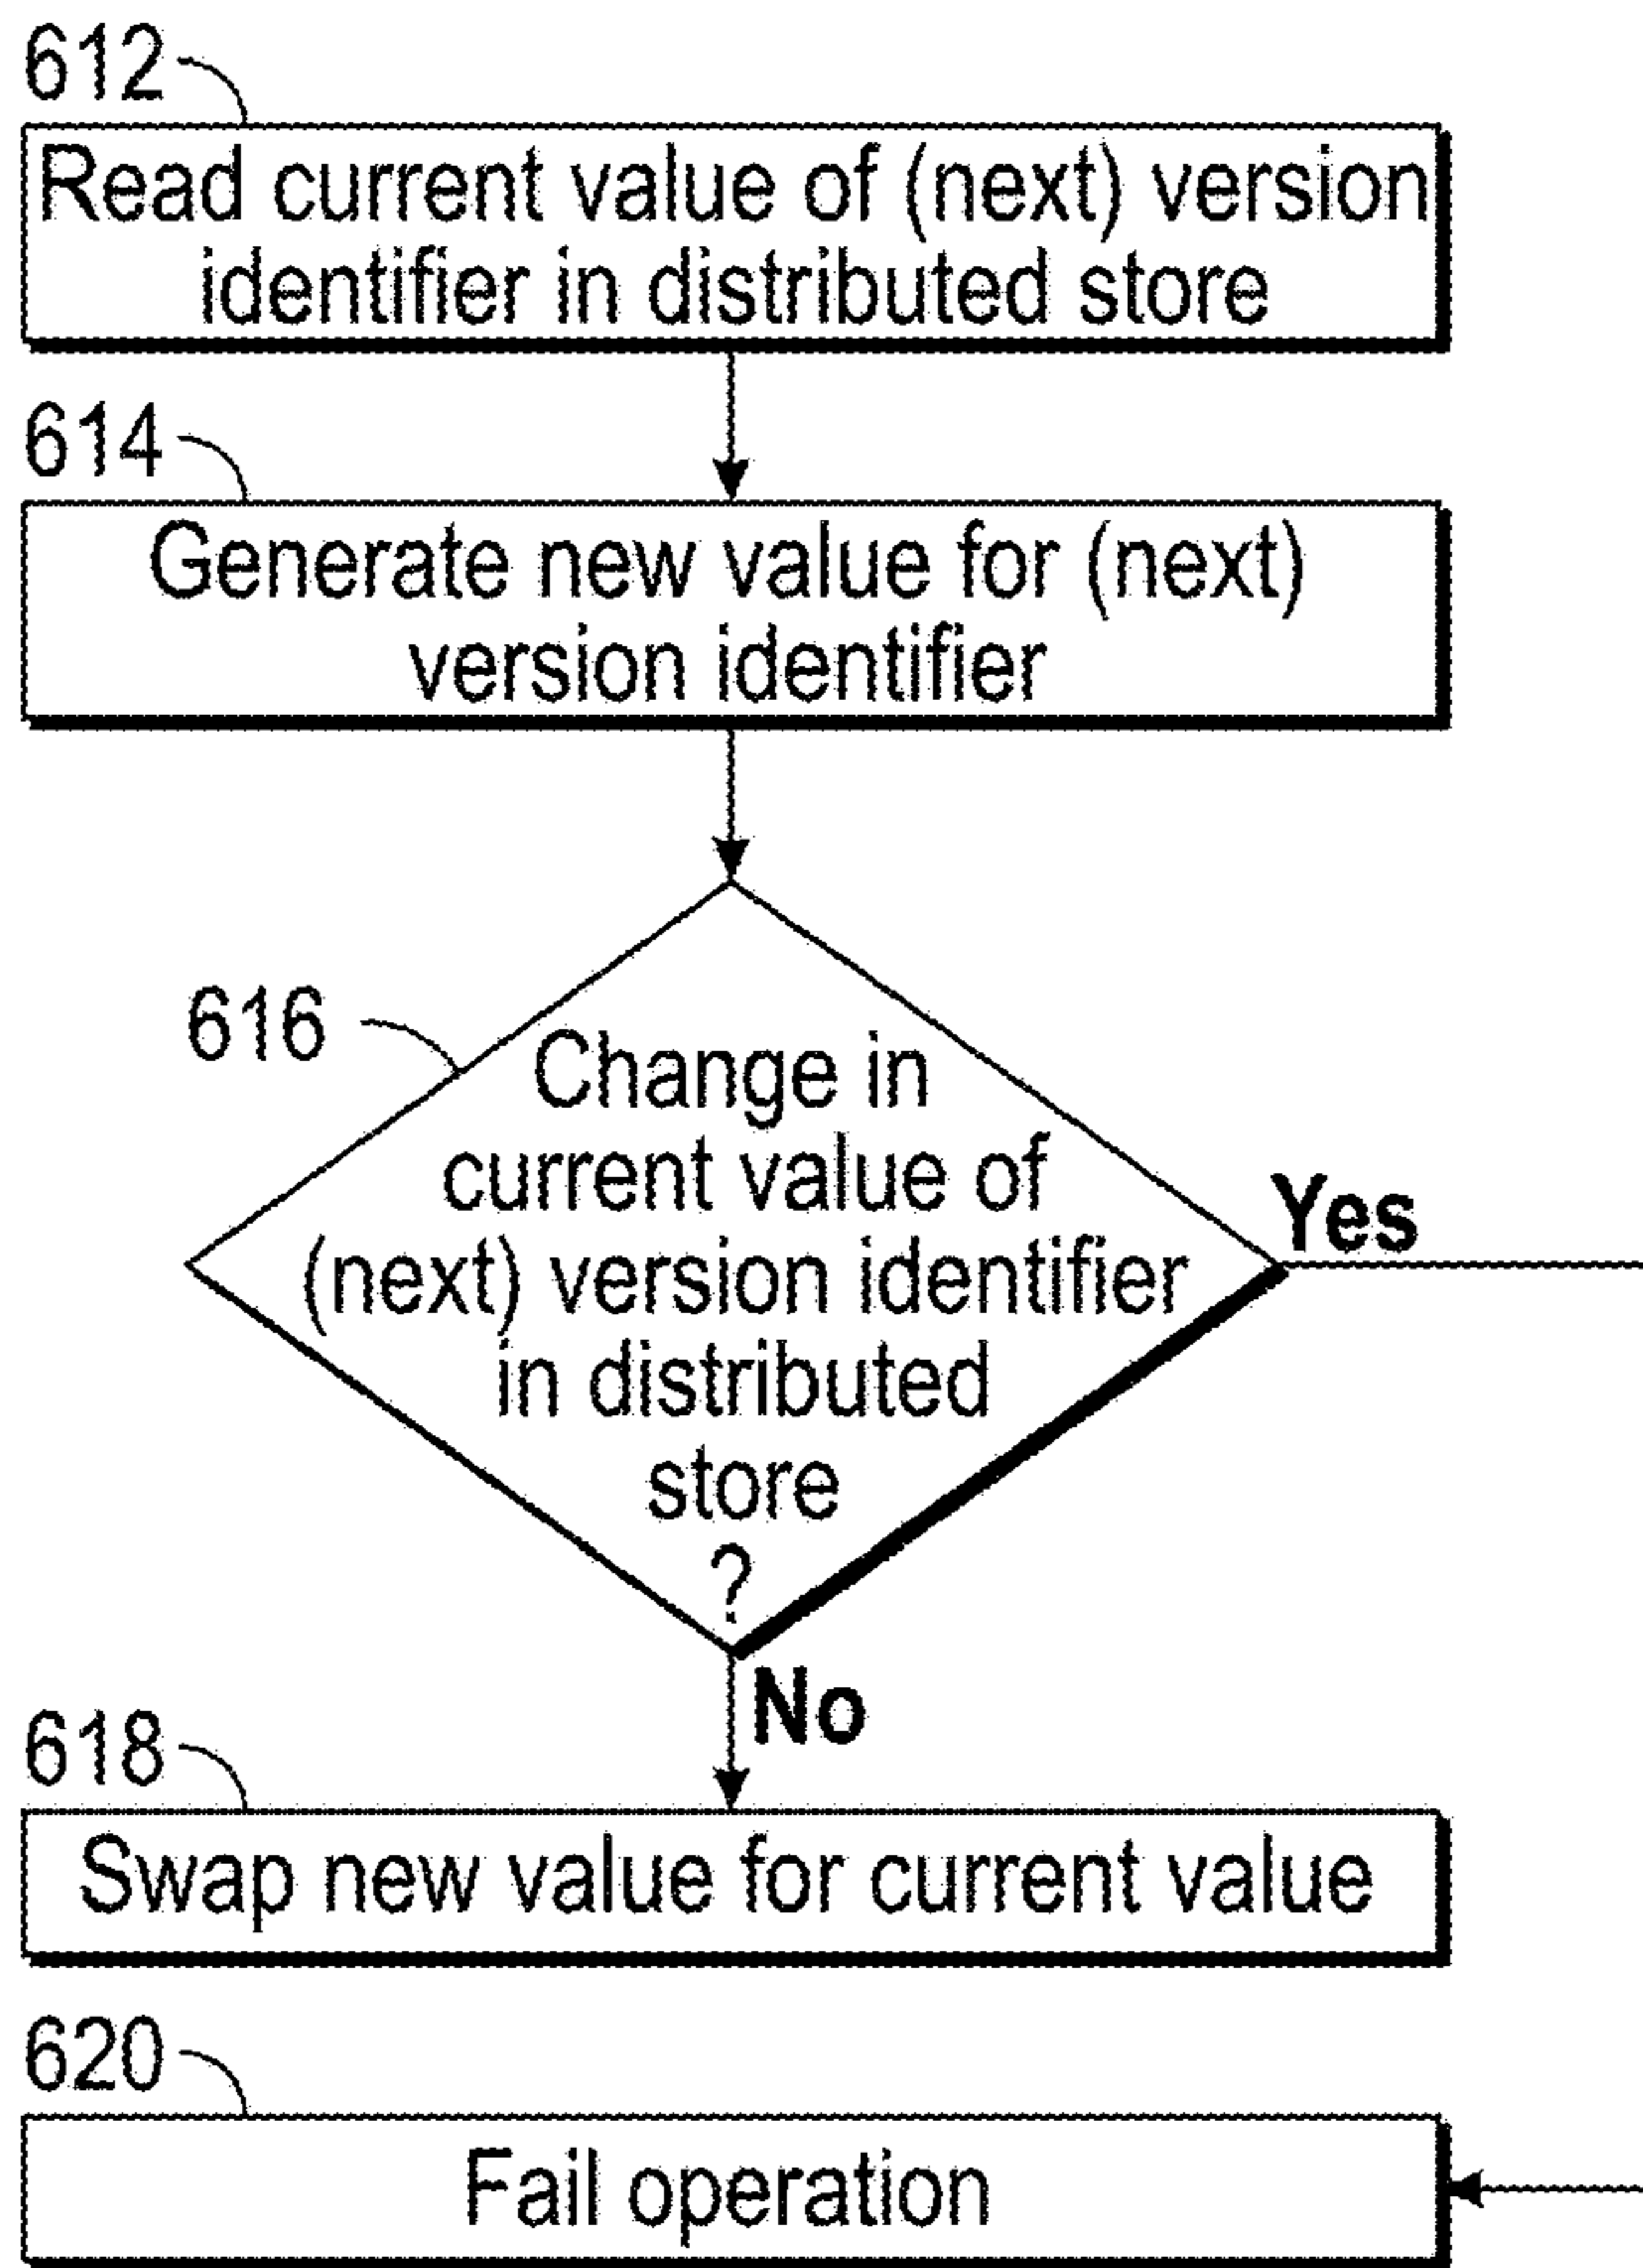 612
Read current value of (next) version
identifier in distributed store
614
Generate new value for (next)
version identifier
616
Change in
current value of
(next) version identifier
in distributed
store
?
Yes
No
618
Swap new value for current value
620
Fail operation